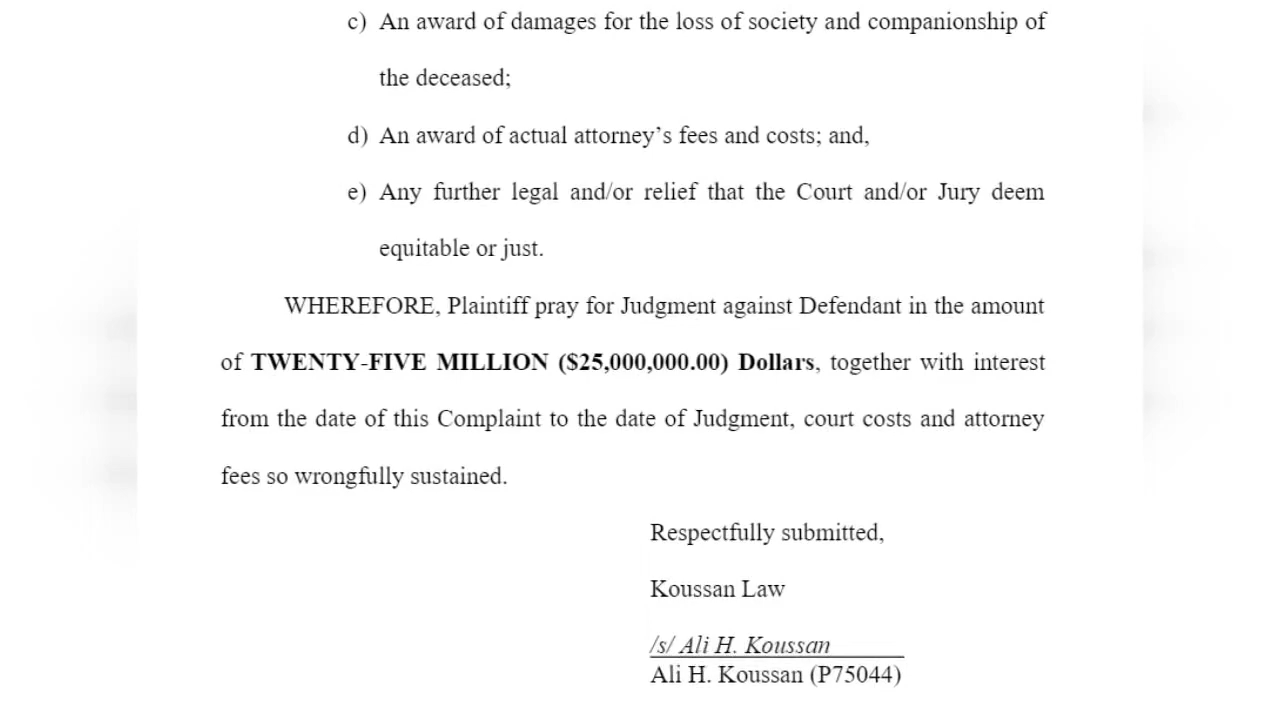 c) An award of damages for the loss of society and companionship of
the deceased;
d) An award of actual attorney’s fees and costs; and,
e) Any further legal and/or relief that the Court and/or Jury deem
equitable or just.
WHEREFORE, Plaintiff pray for Judgment against Defendant in the amount
of TWENTY-FIVE MILLION ($25,000,000.00) Dollars, together with interest
from the date of this Complaint to the date of Judgment, court costs and attorney
fees so wrongfully sustained.
Respectfully submitted,
Koussan Law
/s/ Ali H. Koussan
Ali H. Koussan (P75044)